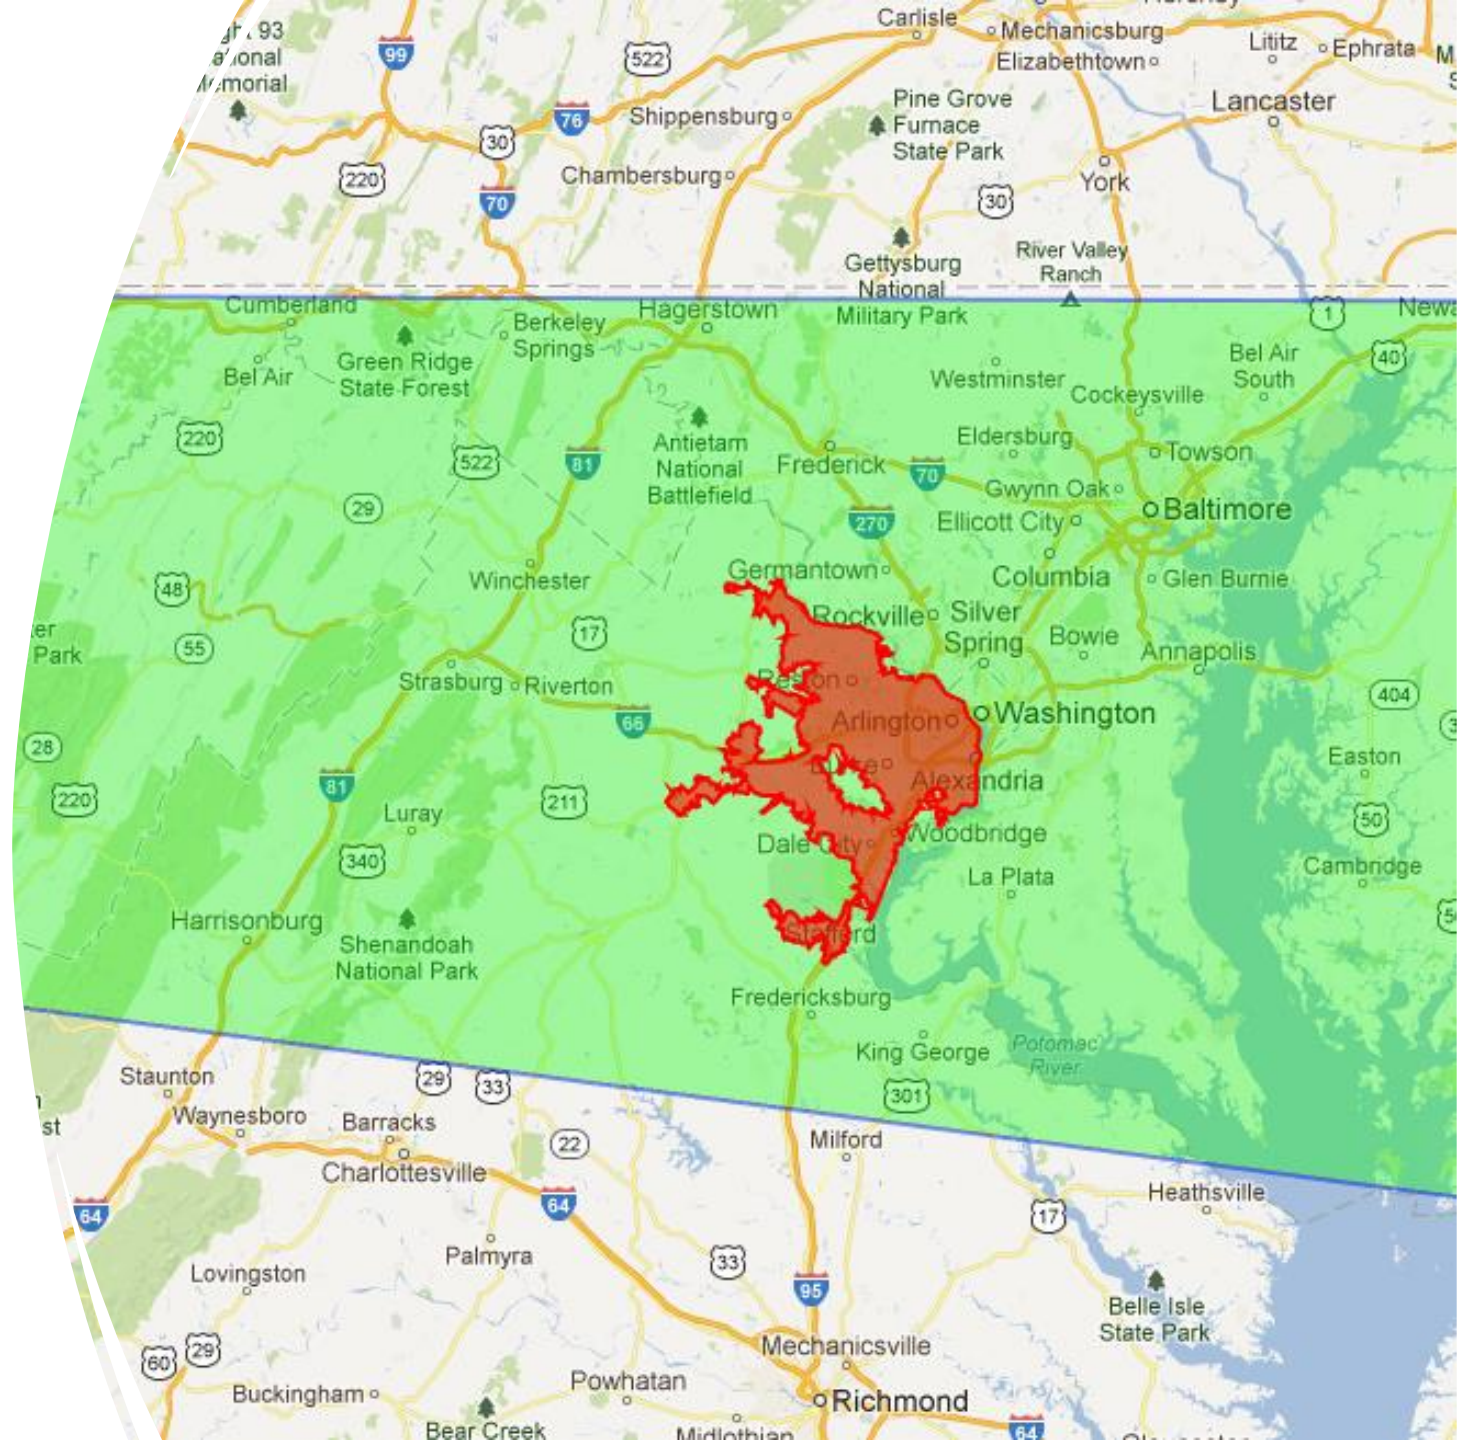 Carlisle
Mechanicsburg
Elizabethtown
Lititz
Ephrata
99
522
76
Shippensburg
Pine Grove
Furnace
State Park
Lancaster
30
220
Chambersburg
70
York
30
Gettysburg
National
Military Park
River Valley
Ranch
Cumberland
Berkeley
Springs
Hagerstown
1
Bel Air
Green Ridge
State Forest
Westminster
Cockeysville
Bel Air
South
40
220
522
81
Antietam
National
Battlefield
Frederick
70
Eldersburg
Towson
29
270
Gwynn Oak
Ellicott City
Baltimore
Winchester
Germantown
Columbia
Glen Burnie
48
55
Park
17
Rockville
Silver
Spring
Bowie
Annapolis
Strasburg
Riverton
66
Reston
Arlington
Washington
404
28
220
81
Luray
211
Alexandria
Easton
50
340
Dale City
Woodbridge
La Plata
Cambridge
Harrisonburg
Shenandoah
National Park
Stafford
Fredericksburg
King George
Potomac
River
301
Staunton
29
33
Waynesboro
Barracks
Charlottesville
22
Milford
64
64
Palmyra
Heathsville
17
Lovingston
33
95
Belle Isle
State Park
60
29
Mechanicsville
Buckingham
Powhatan
Richmond
Bear Creek
Midlothian
64